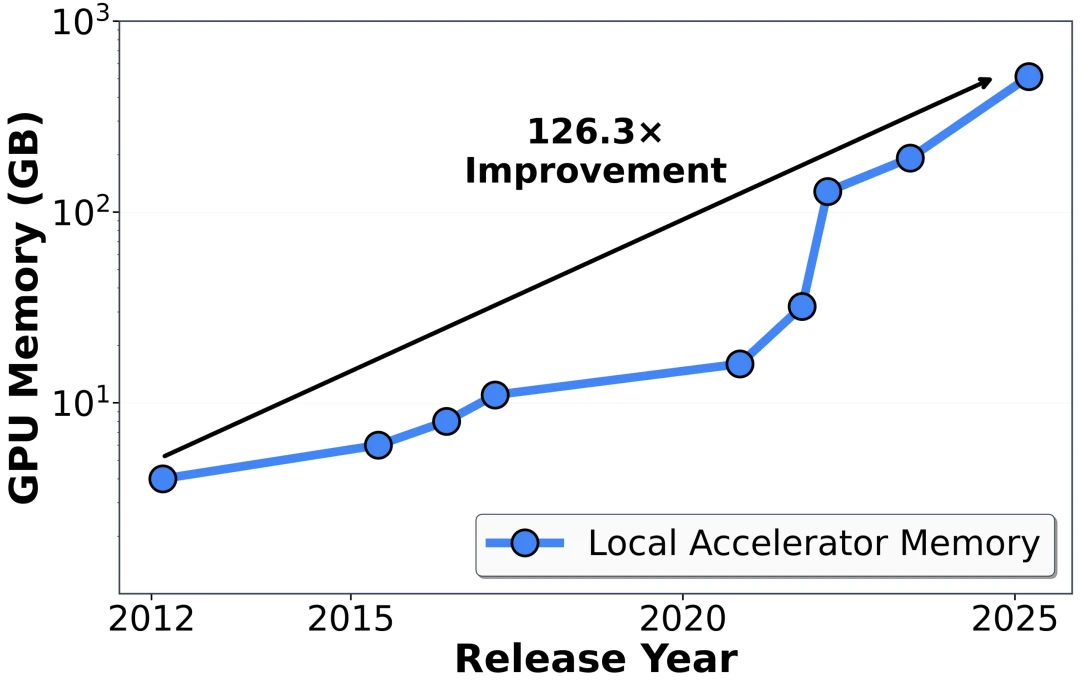 GPU Memory (GB)
10³
10²
10¹
126.3×
Improvement
Local Accelerator Memory
2012
2015
2020
2025
Release Year